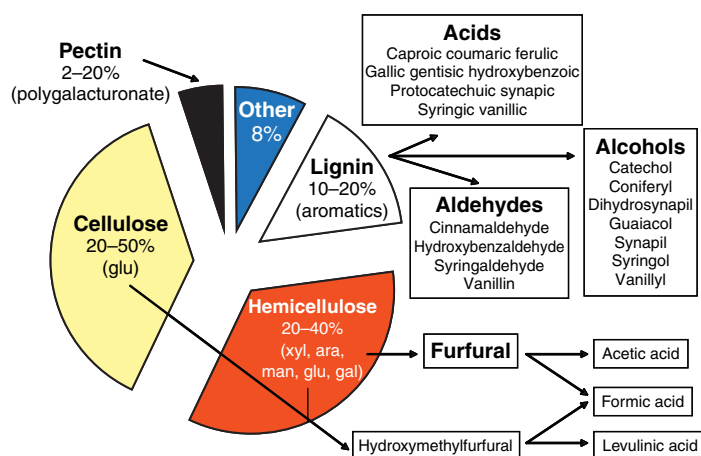 Pectin
2–20%
(polygalacturonate)
Other
8%
Lignin
10–20%
(aromatics)
Cellulose
20–50%
(glu)
Hemicellulose
20–40%
(xyl, ara,
man, glu, gal)
Acids
Caproic coumaric ferulic
Gallic gentisic hydroxybenzoic
Protocatechuic synapic
Syringic vanillic
Alcohols
Catechol
Coniferyl
Dihydrosynapil
Guaiacol
Synapil
Syringol
Vanillyl
Aldehydes
Cinnamaldehyde
Hydroxybenzaldehyde
Syringaldehyde
Vanillin
Furfural
Acetic acid
Formic acid
Hydroxymethylfurfural
Levulinic acid